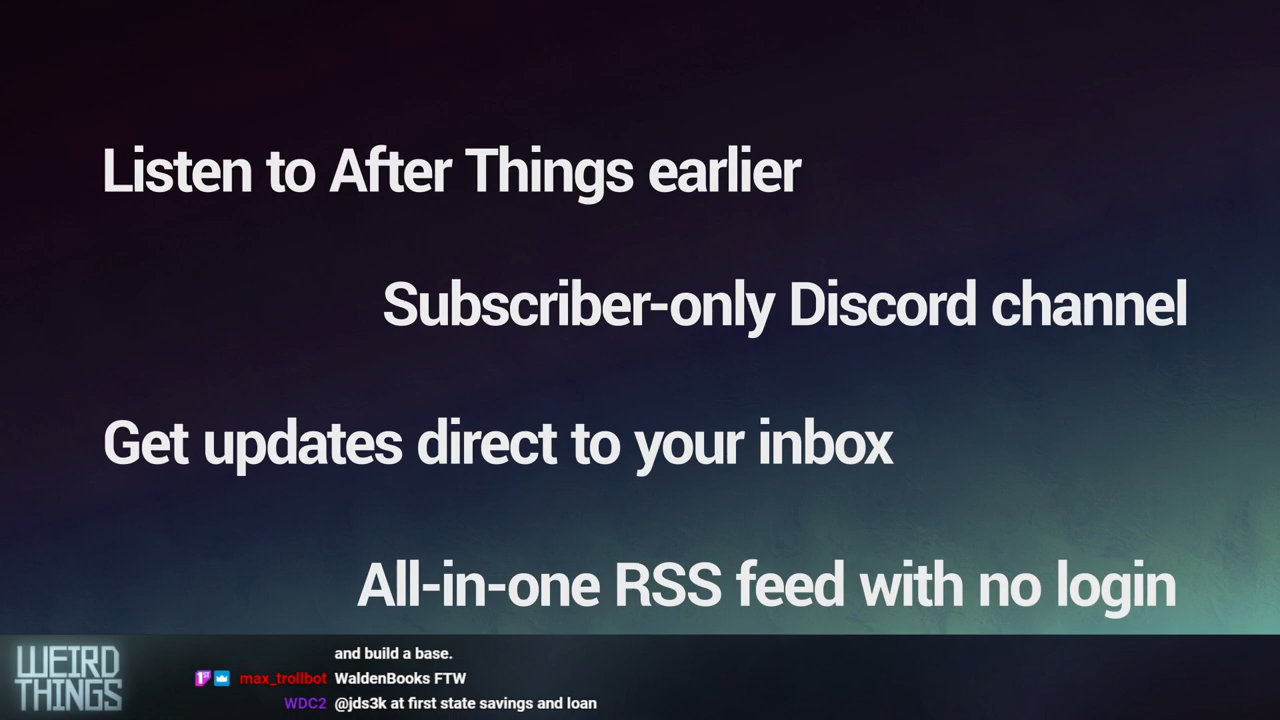 Listen to After Things earlier
Subscriber-only Discord channel
Get updates direct to your inbox
All-in-one RSS feed with no login
WEIRD
THINGS
and build a base.
max_trollbot WaldenBooks FTW
WDC2 @jds3k at first state savings and loan